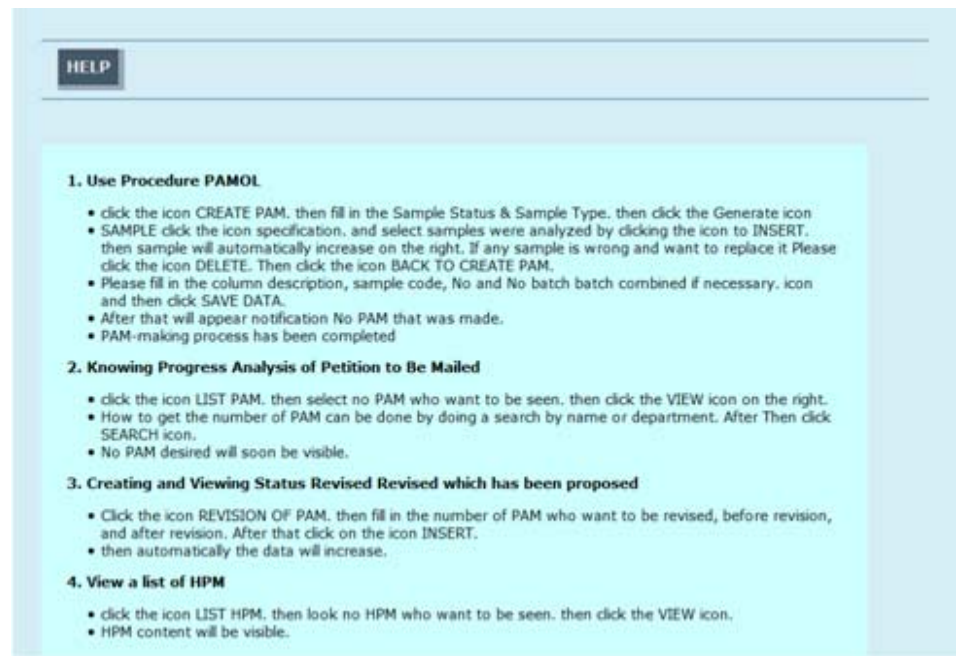 HELP
1. Use Procedure PAMOL
• click the icon CREATE PAM. then fill in the Sample Status & Sample Type. then click the Generate icon
• SAMPLE click the icon specification. and select samples were analyzed by clicking the icon to INSERT.
then sample will automatically increase on the right. If any sample is wrong and want to replace it Please
click the icon DELETE. Then click the icon BACK TO CREATE PAM.
• Please fill in the column description, sample code, No and No batch batch combined if necessary. icon
and then click SAVE DATA.
• After that will appear notification No PAM that was made.
• PAM-making process has been completed
2. Knowing Progress Analysis of Petition to Be Mailed
• click the icon LIST PAM. then select no PAM who want to be seen. then click the VIEW icon on the right.
• How to get the number of PAM can be done by doing a search by name or department. After Then click
SEARCH icon.
• No PAM desired will soon be visible.
3. Creating and Viewing Status Revised Revised which has been proposed
• Click the icon REVISION OF PAM. then fill in the number of PAM who want to be revised, before revision,
and after revision. After that click on the icon INSERT.
• then automatically the data will increase.
4. View a list of HPM
• click the icon LIST HPM. then look no HPM who want to be seen. then click the VIEW icon.
• HPM content will be visible.